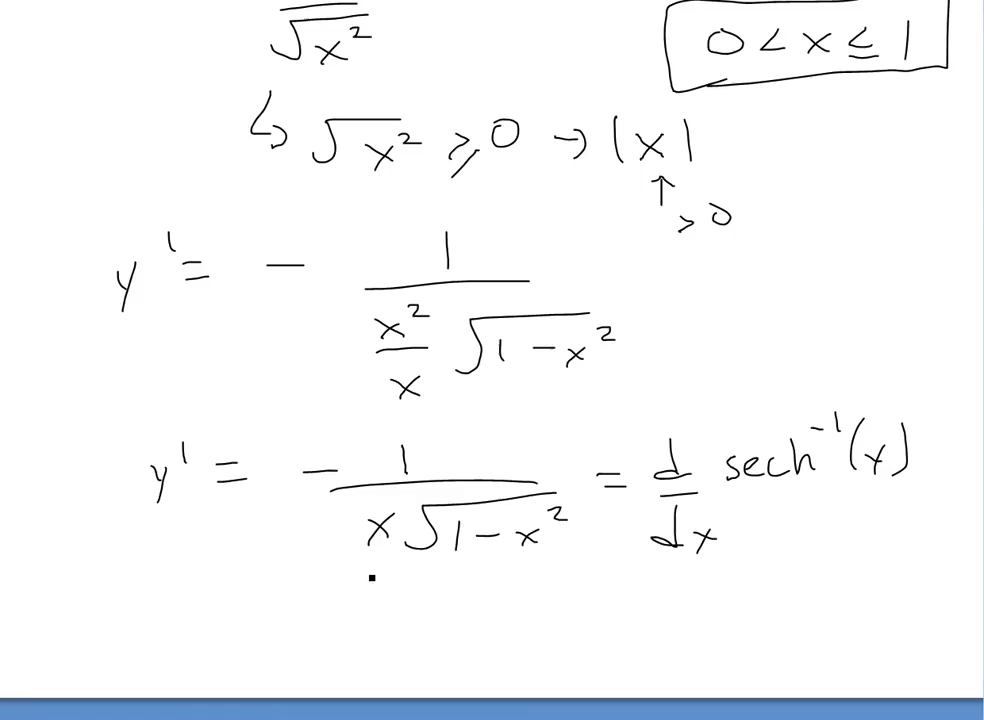 √x² 0 < x ≤ 1
↳ √x² ⩾ 0 → |x|
↑
> 0
y' = - 1 / ((x²/x) √(1 - x²))
y' = - 1 / (x √(1 - x²)) = d/dx sech⁻¹(x)